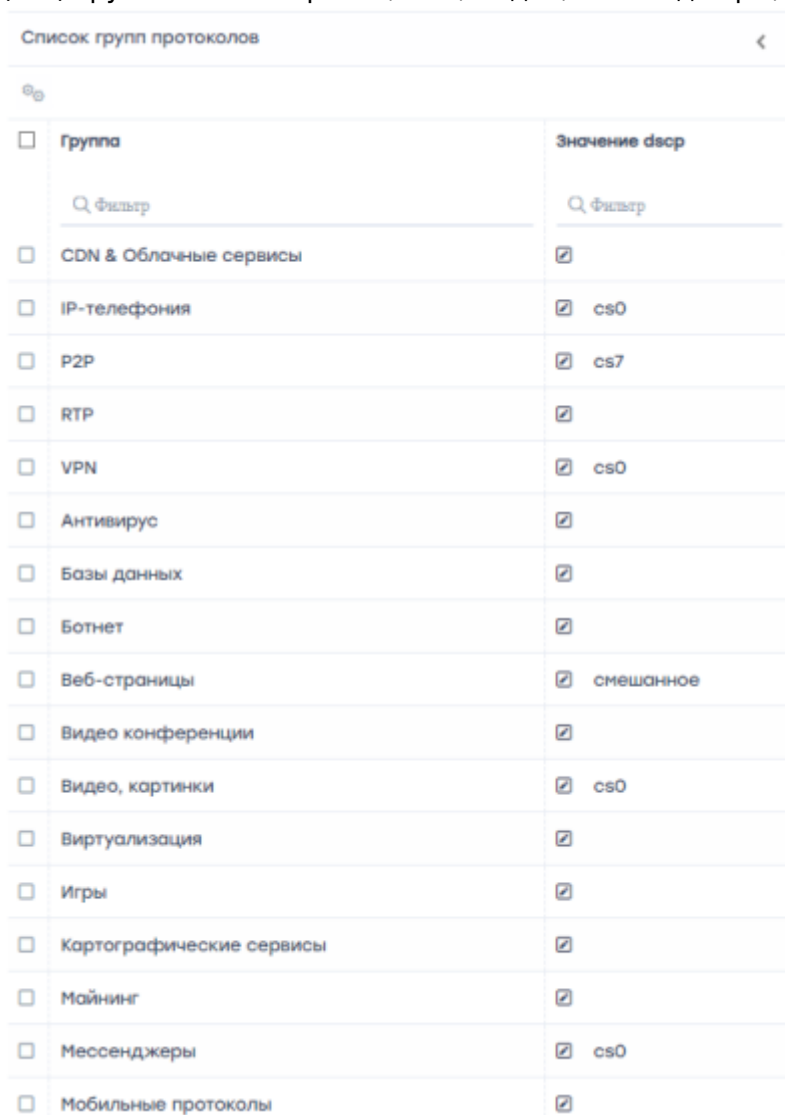 Список групп протоколов
Группа Значение dscp
Фильтр Фильтр
CDN & Облачные сервисы
IP-телефония cs0
P2P cs7
RTP
VPN cs0
Антивирус
Базы данных
Ботнет
Веб-страницы смешанное
Видео конференции
Видео, картинки cs0
Виртуализация
Игры
Картографические сервисы
Майнинг
Мессенджеры cs0
Мобильные протоколы